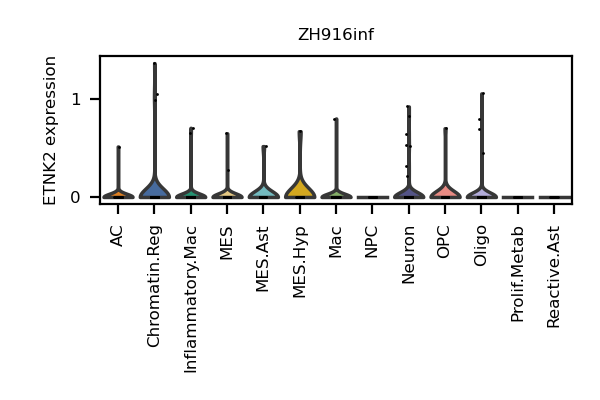 ZH916inf
ETNK2 expression
1
0
AC
Chromatin.Reg
Inflammatory.Mac
MES
MES.Ast
MES.Hyp
Mac
NPC
Neuron
OPC
Oligo
Prolif.Metab
Reactive.Ast